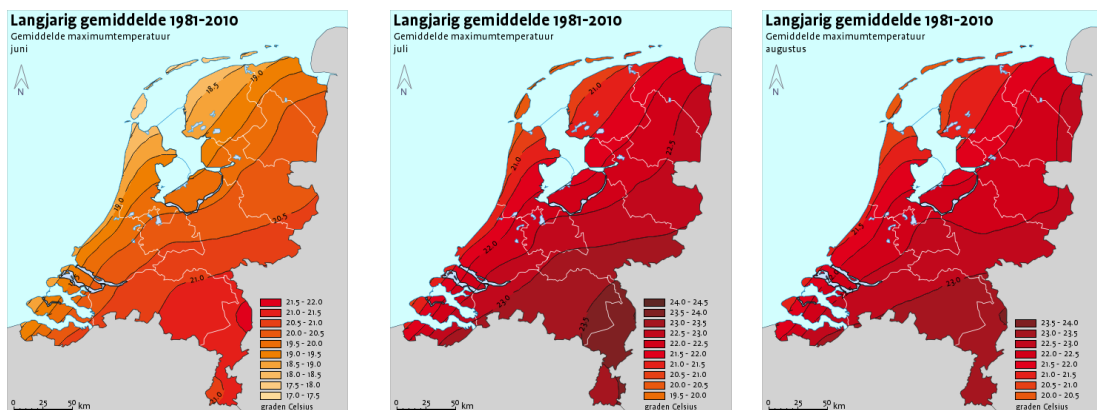 Langjarig gemiddelde 1981-2010
Gemiddelde maximumtemperatuur
juni
N
18.5
19.0
19.0
20.5
19.5
21.0
21.0
21.5 - 22.0
21.0 - 21.5
20.5 - 21.0
20.0 - 20.5
19.5 - 20.0
19.0 - 19.5
18.5 - 19.0
18.0 - 18.5
17.5 - 18.0
17.0 - 17.5
graden Celsius
0 25 50 km
Langjarig gemiddelde 1981-2010
Gemiddelde maximumtemperatuur
juli
N
21.0
22.5
21.0
22.0
23.0
23.5
24.0 - 24.5
23.5 - 24.0
23.0 - 23.5
22.5 - 23.0
22.0 - 22.5
21.5 - 22.0
21.0 - 21.5
20.5 - 21.0
20.0 - 20.5
19.5 - 20.0
graden Celsius
0 25 50 km
Langjarig gemiddelde 1981-2010
Gemiddelde maximumtemperatuur
augustus
N
21.5
23.0
23.5 - 24.0
23.0 - 23.5
22.5 - 23.0
22.0 - 22.5
21.5 - 22.0
21.0 - 21.5
20.5 - 21.0
20.0 - 20.5
graden Celsius
0 25 50 km